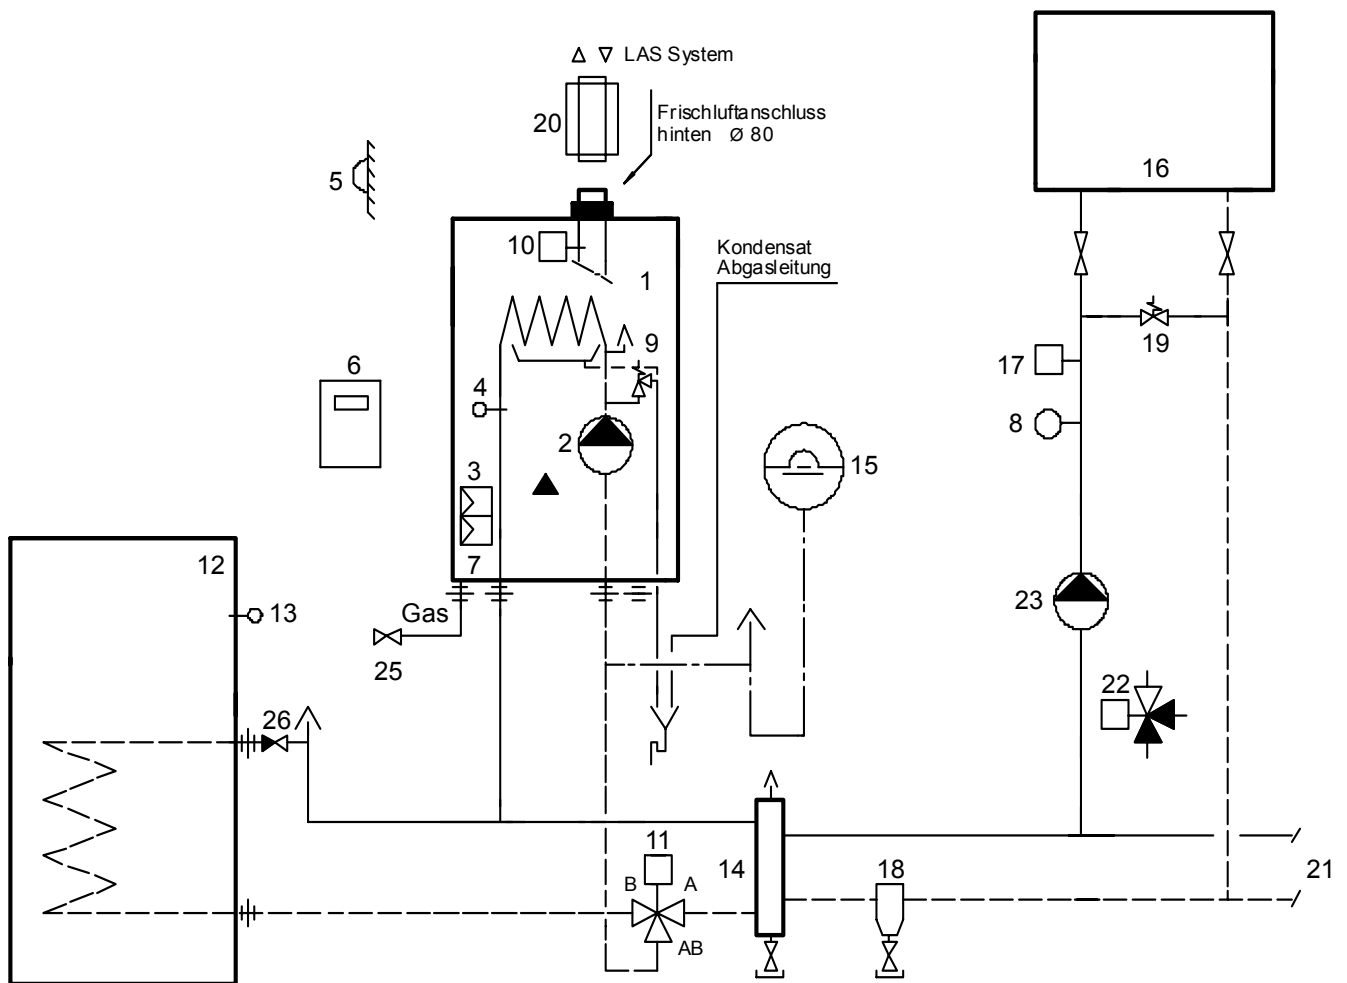 LAS System
20
Frischluftanschluss
hinten Ø 80
16
5
10
Kondensat
Abgasleitung
1
9
19
17
6
4
8
2
15
3
12
7
23
13
Gas
25
22
26
11
14
18
21
B
A
AB